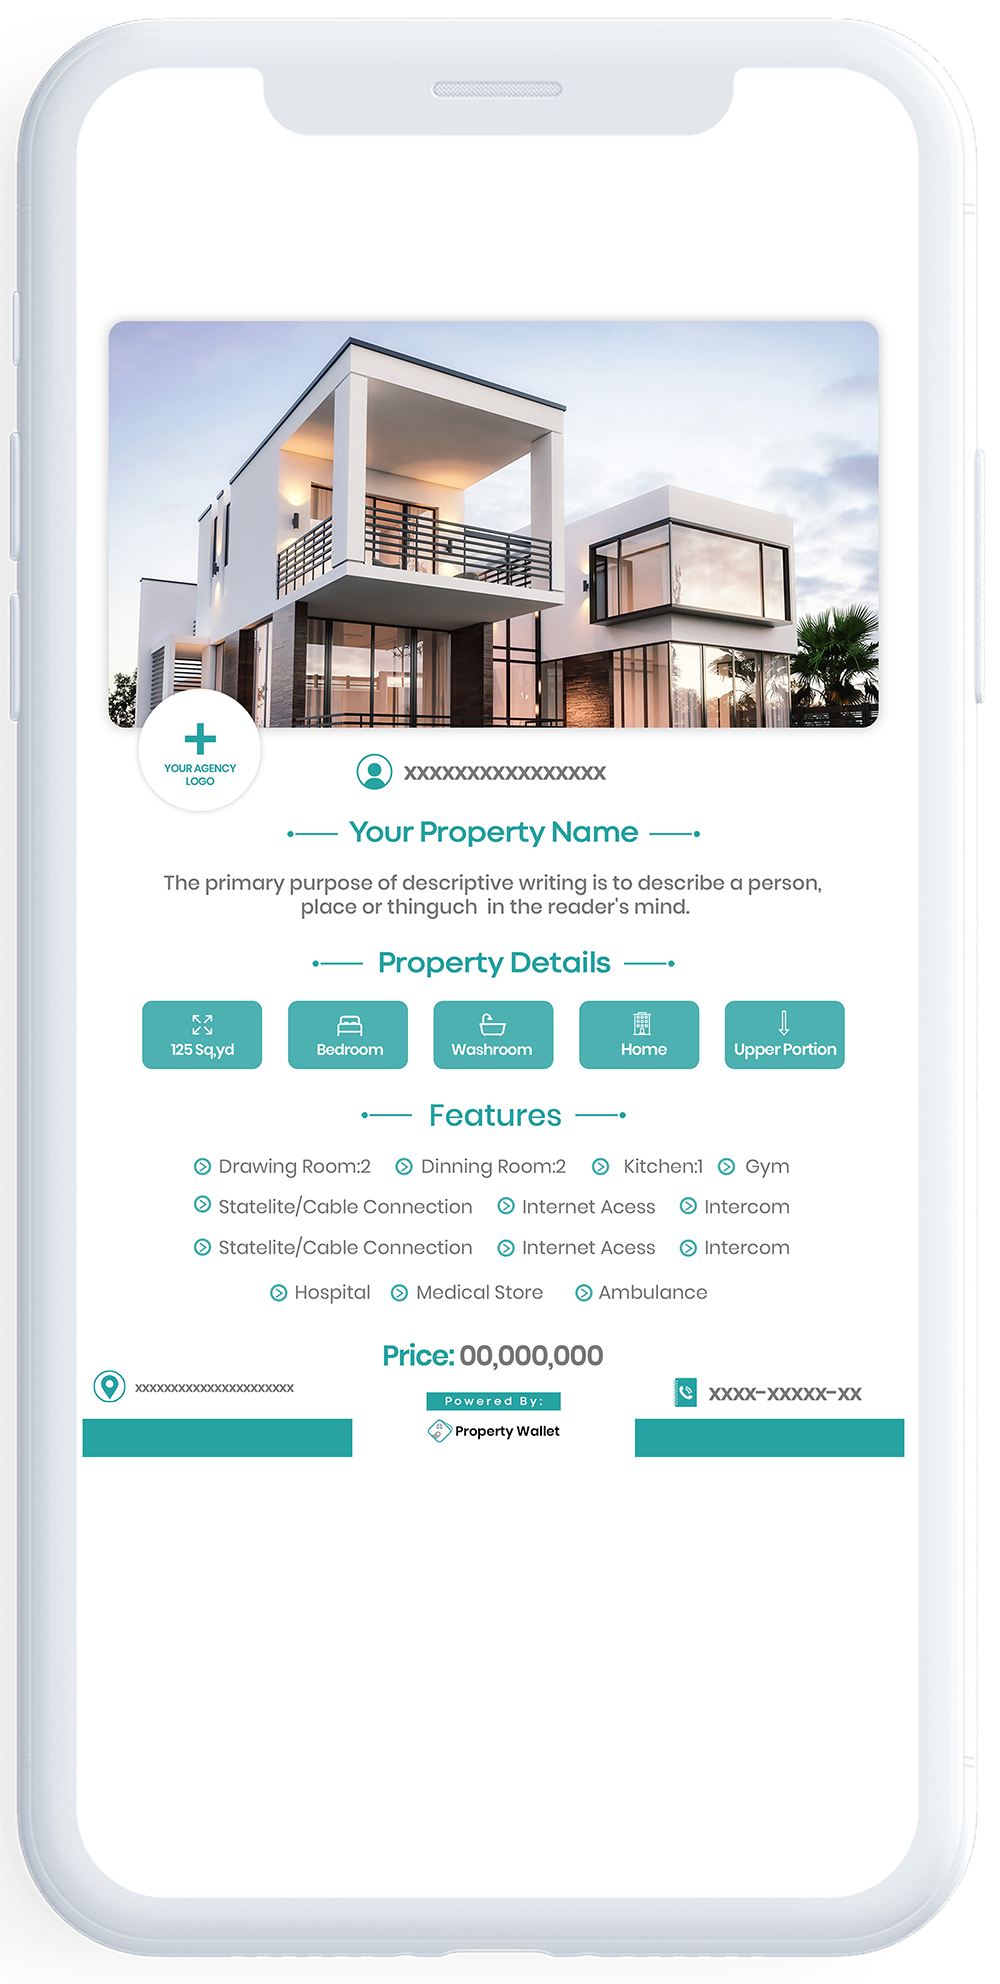 YOUR AGENCY
LOGO
xxxxxxxxxxxxxxxx
Your Property Name
The primary purpose of descriptive writing is to describe a person,
place or thinguch in the reader's mind.
Property Details
125 Sq,yd Bedroom Washroom Home Upper Portion
Features
Drawing Room:2 Dinning Room:2 Kitchen:1 Gym
Statelite/Cable Connection Internet Acess Intercom
Statelite/Cable Connection Internet Acess Intercom
Hospital Medical Store Ambulance
Price: 00,000,000
xxxxxxxxxxxxxxxxxxxxxx
Powered By:
xxxx-xxxxx-xx
Property Wallet